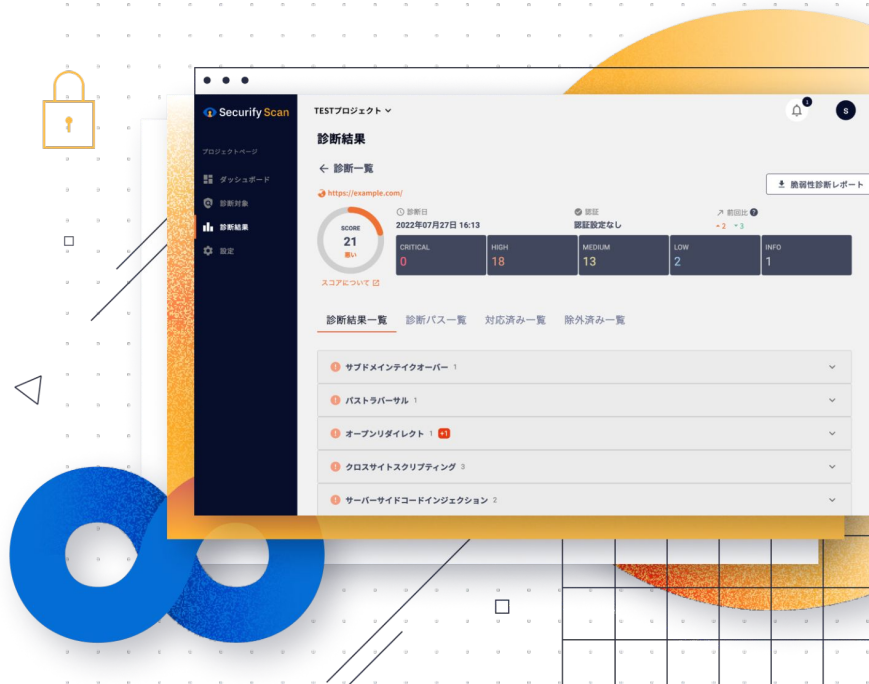 Securify Scan
プロジェクトページ
ダッシュボード
診断対象
診断結果
設定
TESTプロジェクト
1
S
診断結果
← 診断一覧
脆弱性診断レポート
https://example.com/
SCORE
21
悪い
スコアについて
診断日
2022年07月27日 16:13
認証
認証設定なし
前回比 ?
2 3
CRITICAL
0
HIGH
18
MEDIUM
13
LOW
2
INFO
1
診断結果一覧 診断パス一覧 対応済み一覧 除外済み一覧
サブドメインテイクオーバー 1
パストラバーサル 1
オープンリダイレクト 1 +1
クロスサイトスクリプティング 3
サーバーサイドコードインジェクション 2